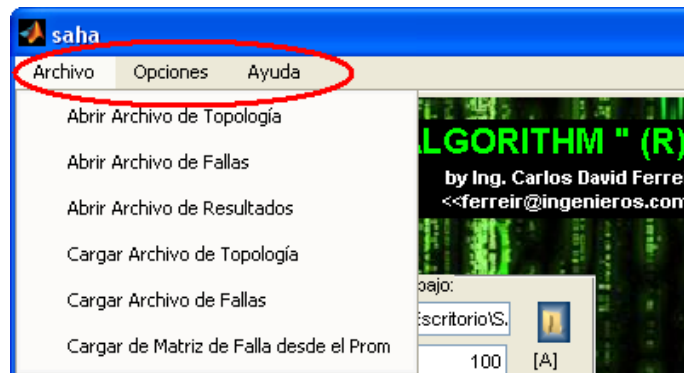 saha
Archivo Opciones Ayuda
Abrir Archivo de Topología
Abrir Archivo de Fallas
Abrir Archivo de Resultados
Cargar Archivo de Topología
Cargar Archivo de Fallas
Cargar de Matriz de Falla desde el Prom
LGORITHM " (R)
by Ing. Carlos David Ferre
<<ferreir@ingenieros.com
bajo:
Escritorio\S.
100 [A]